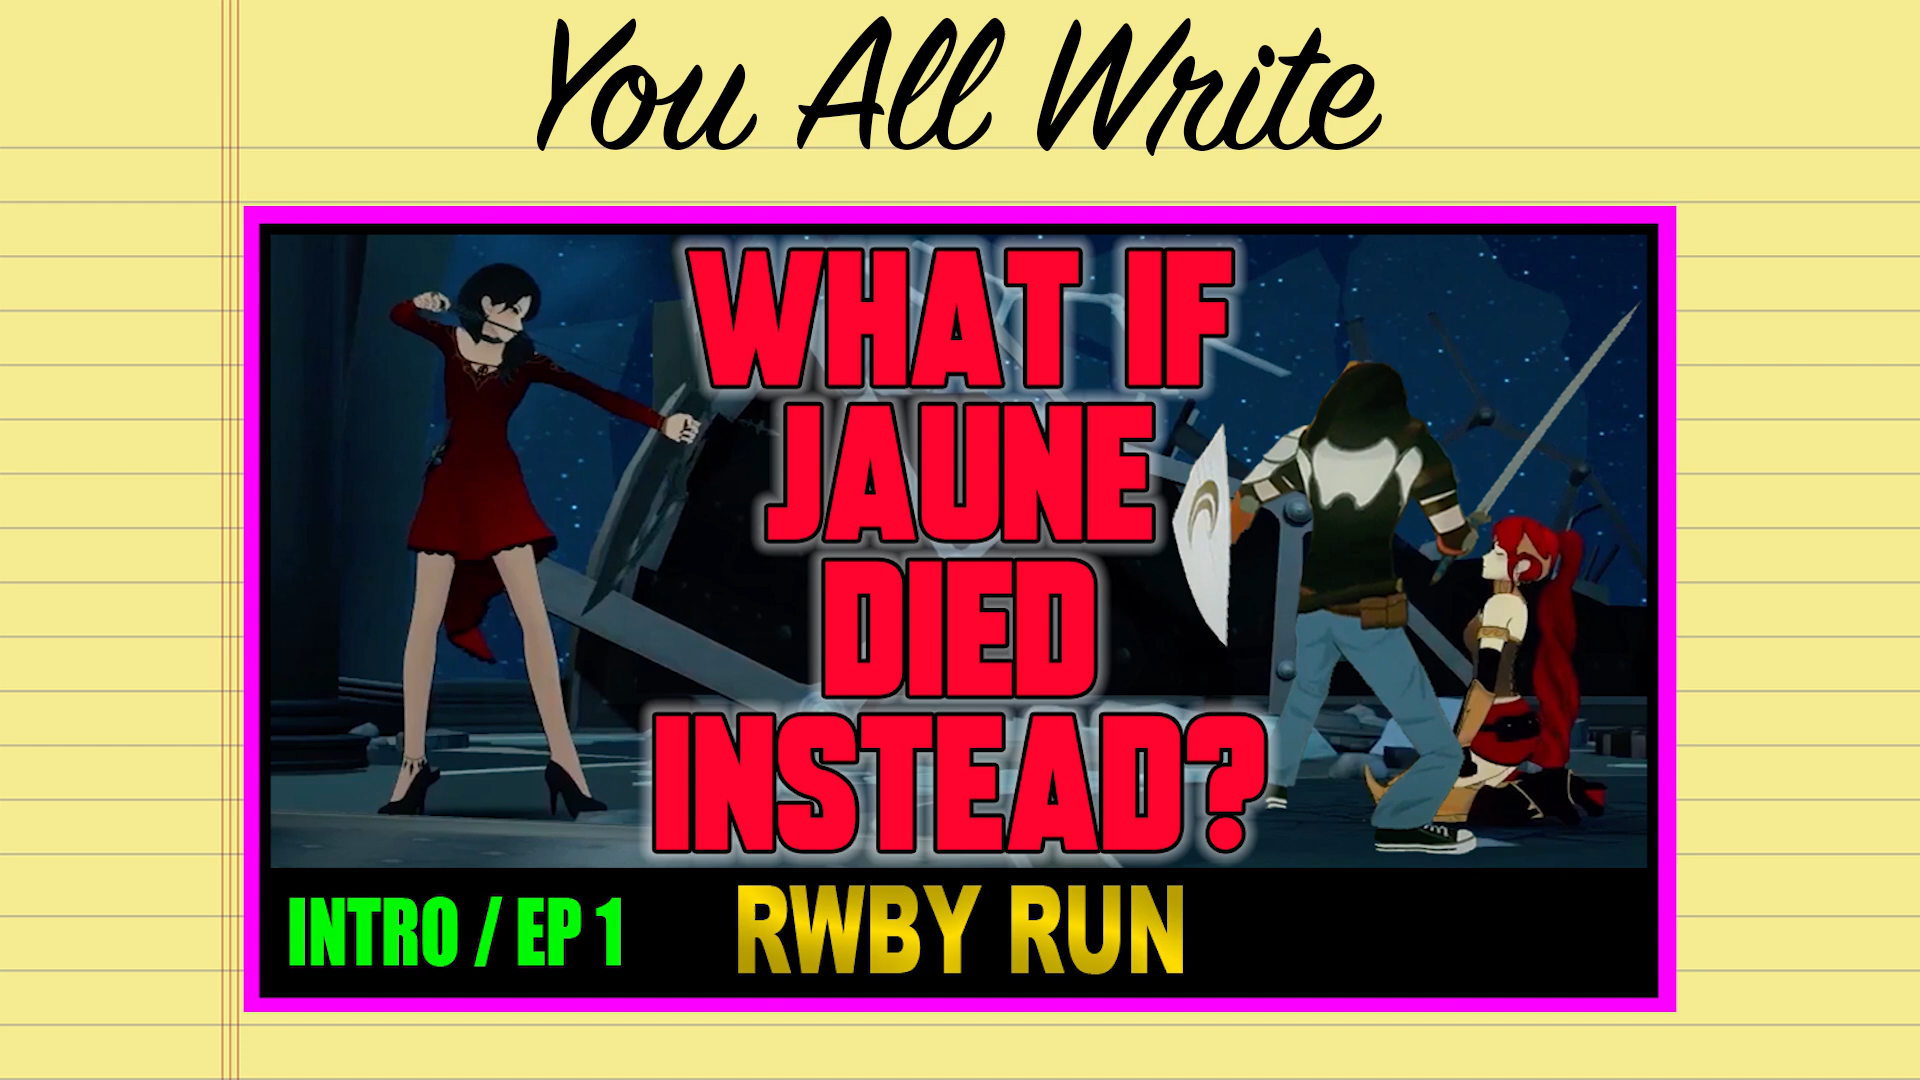 You All Write
WHAT IF
JAUNE
DIED
INSTEAD?
INTRO / EP 1
RWBY RUN